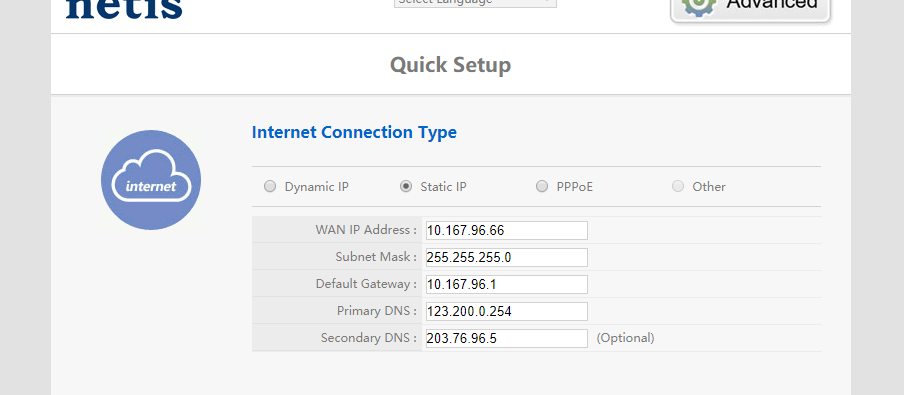 netis
Select Language
Advanced
Quick Setup
internet
Internet Connection Type
Dynamic IP Static IP PPPoE Other
WAN IP Address : 10.167.96.66
Subnet Mask : 255.255.255.0
Default Gateway : 10.167.96.1
Primary DNS : 123.200.0.254
Secondary DNS : 203.76.96.5 (Optional)